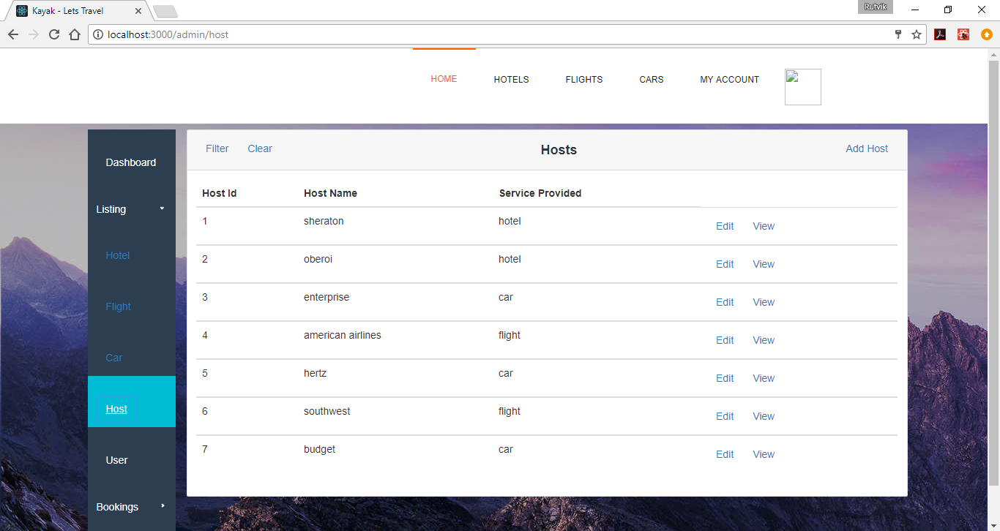 Kayak - Lets Travel
Rutvik
localhost:3000/admin/host
HOME HOTELS FLIGHTS CARS MY ACCOUNT
Dashboard
Listing
Hotel
Flight
Car
Host
User
Bookings
Filter Clear Hosts Add Host
Host Id Host Name Service Provided
1 sheraton hotel Edit View
2 oberoi hotel Edit View
3 enterprise car Edit View
4 american airlines flight Edit View
5 hertz car Edit View
6 southwest flight Edit View
7 budget car Edit View